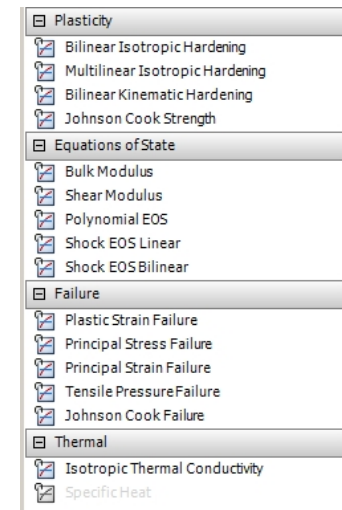 Plasticity
Bilinear Isotropic Hardening
Multilinear Isotropic Hardening
Bilinear Kinematic Hardening
Johnson Cook Strength
Equations of State
Bulk Modulus
Shear Modulus
Polynomial EOS
Shock EOS Linear
Shock EOS Bilinear
Failure
Plastic Strain Failure
Principal Stress Failure
Principal Strain Failure
Tensile Pressure Failure
Johnson Cook Failure
Thermal
Isotropic Thermal Conductivity
Specific Heat